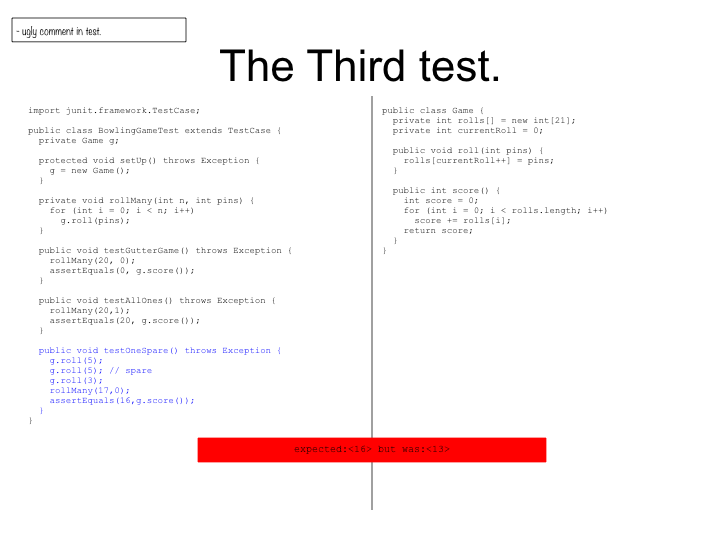 - ugly comment in test.
The Third test.
import junit.framework.TestCase;
public class BowlingGameTest extends TestCase {
private Game g;
protected void setUp() throws Exception {
g = new Game();
}
private void rollMany(int n, int pins) {
for (int i = 0; i < n; i++)
g.roll(pins);
}
public void testGutterGame() throws Exception {
rollMany(20, 0);
assertEquals(0, g.score());
}
public void testAllOnes() throws Exception {
rollMany(20,1);
assertEquals(20, g.score());
}
public void testOneSpare() throws Exception {
g.roll(5);
g.roll(5); // spare
g.roll(3);
rollMany(17,0);
assertEquals(16,g.score());
}
}
public class Game {
private int rolls[] = new int[21];
private int currentRoll = 0;
public void roll(int pins) {
rolls[currentRoll++] = pins;
}
public int score() {
int score = 0;
for (int i = 0; i < rolls.length; i++)
score += rolls[i];
return score;
}
}
expected:<16> but was:<13>